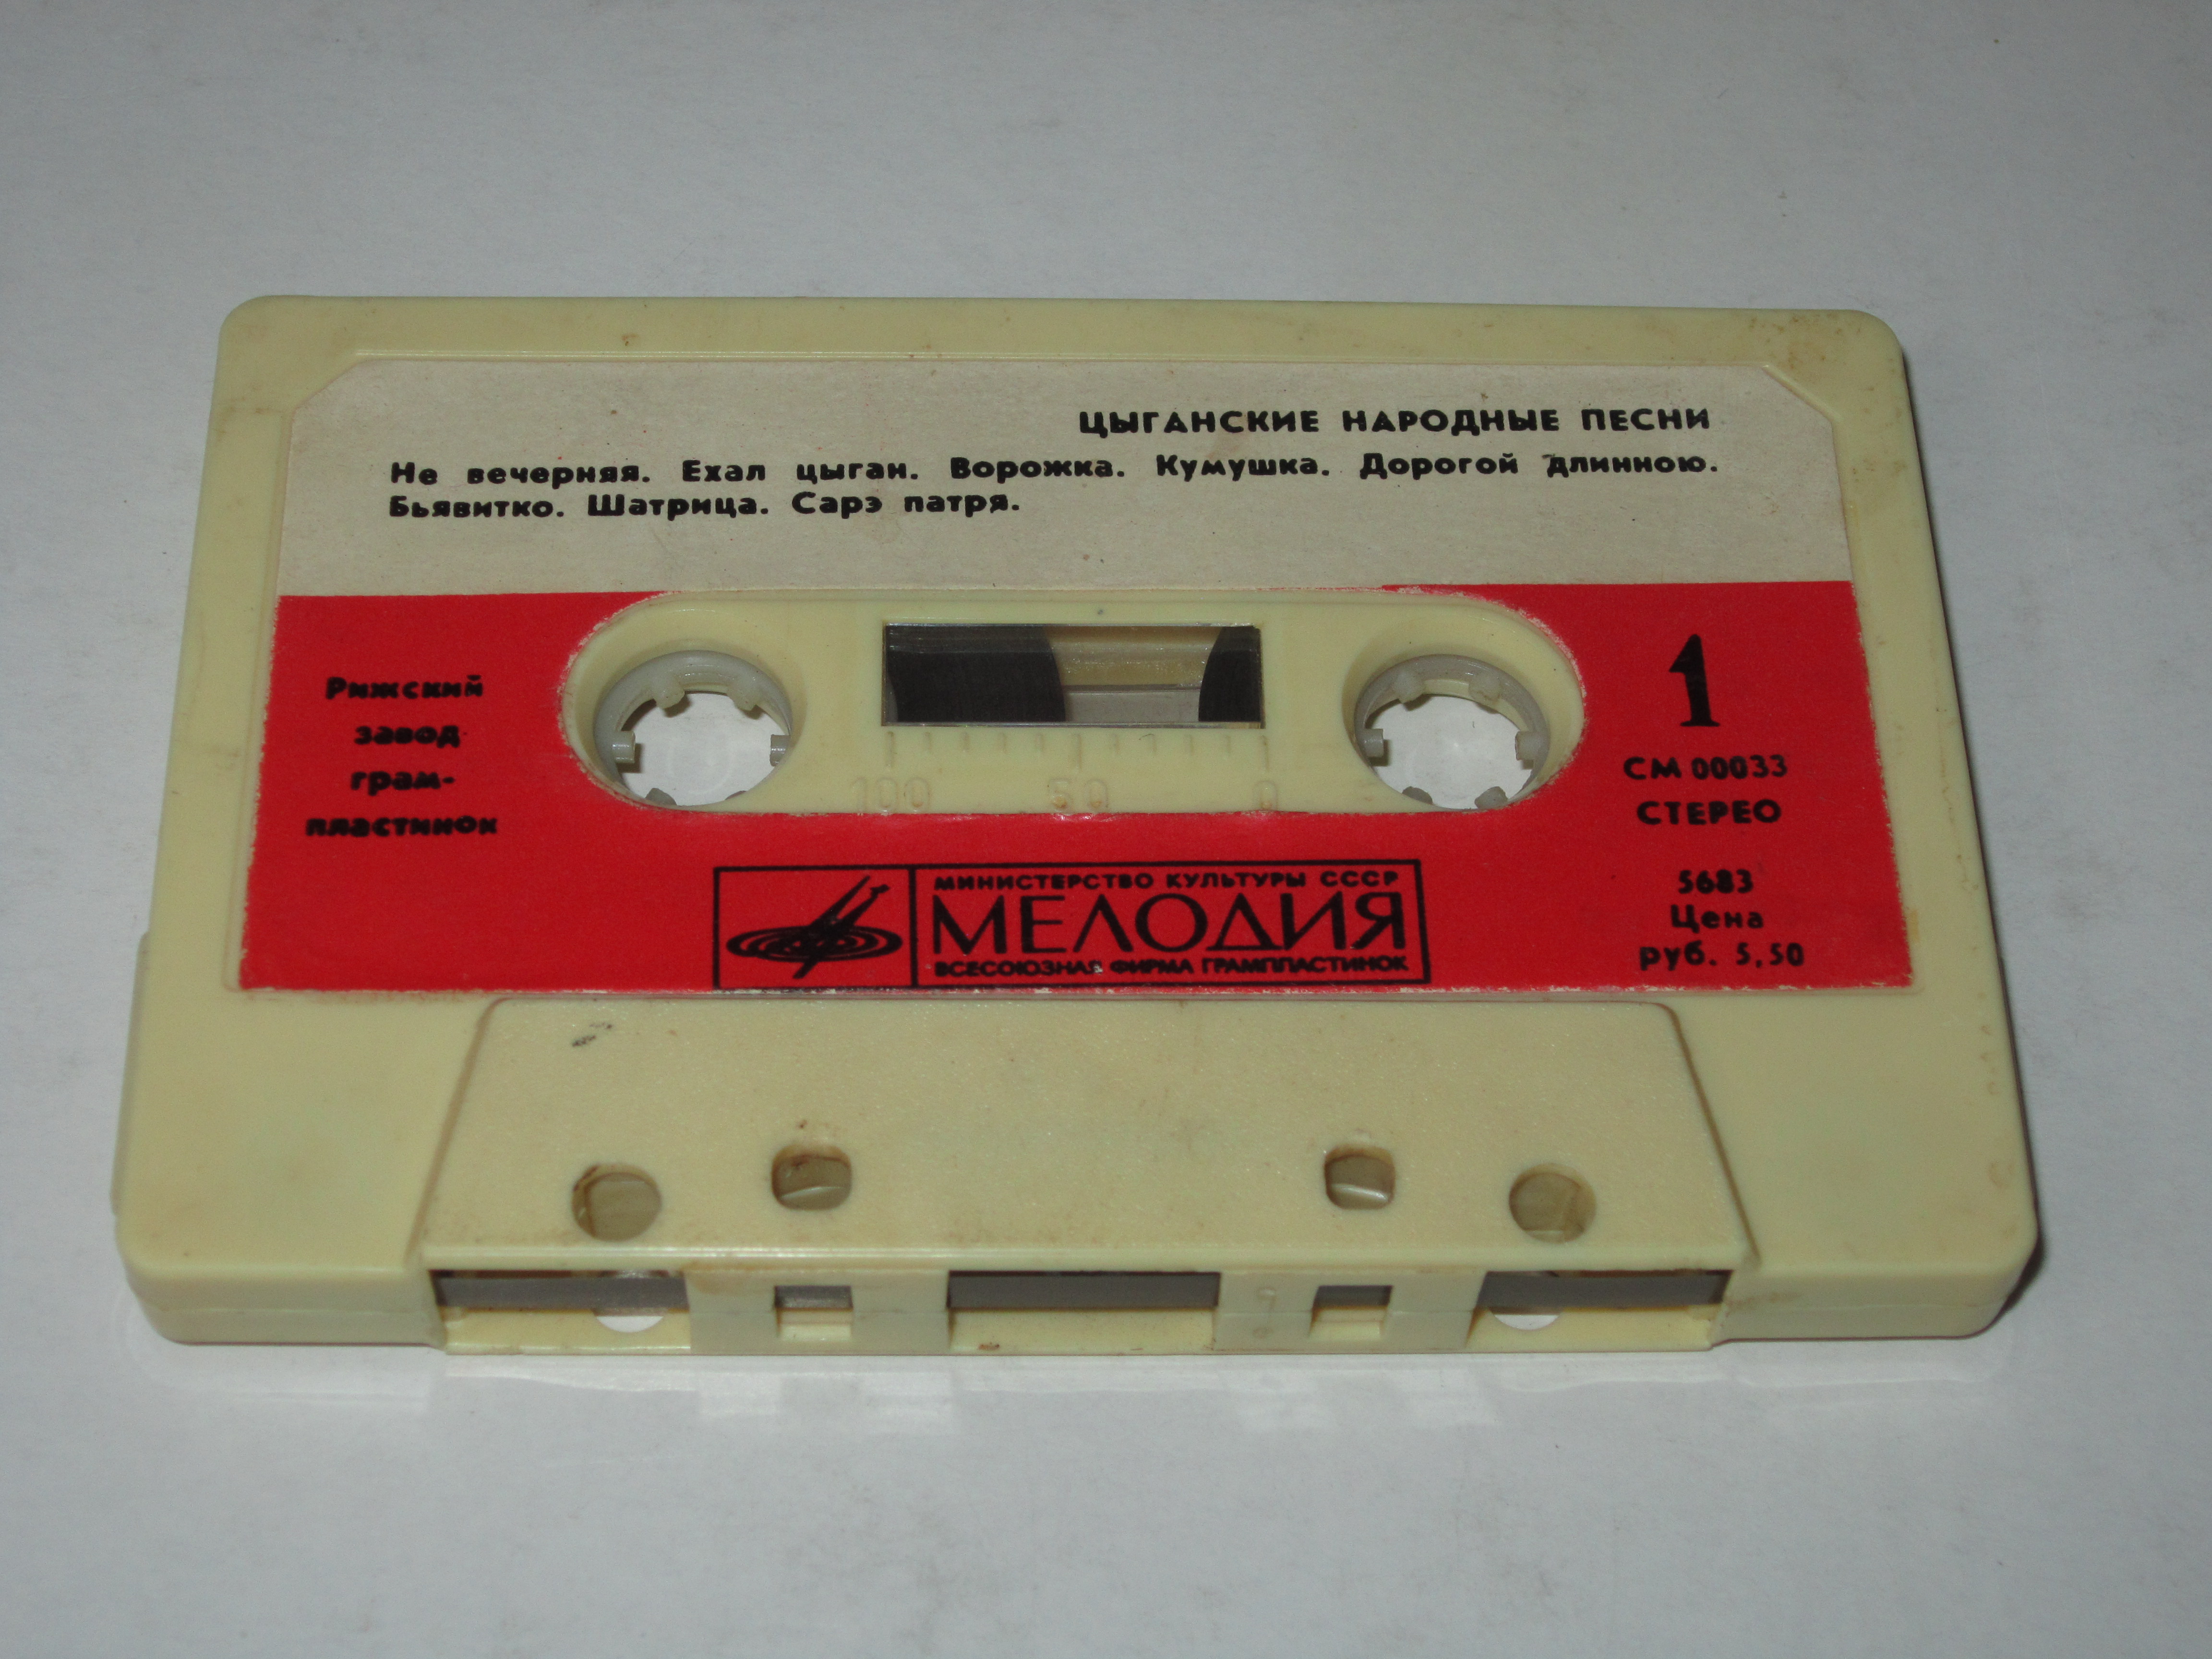 ЦЫГАНСКИЕ НАРОДНЫЕ ПЕСНИ
Не вечерняя. Ехал цыган. Ворожка. Кумушка. Дорогой длинною.
Бьявитко. Шатрица. Сарэ патря.
Рижский
завод
грам-
пластинок
100 50 0
1
СМ 00033
СТЕРЕО
5683
Цена
руб. 5,50
МИНИСТЕРСТВО КУЛЬТУРЫ СССР
МЕЛОДИЯ
ВСЕСОЮЗНАЯ ФИРМА ГРАМПЛАСТИНОК